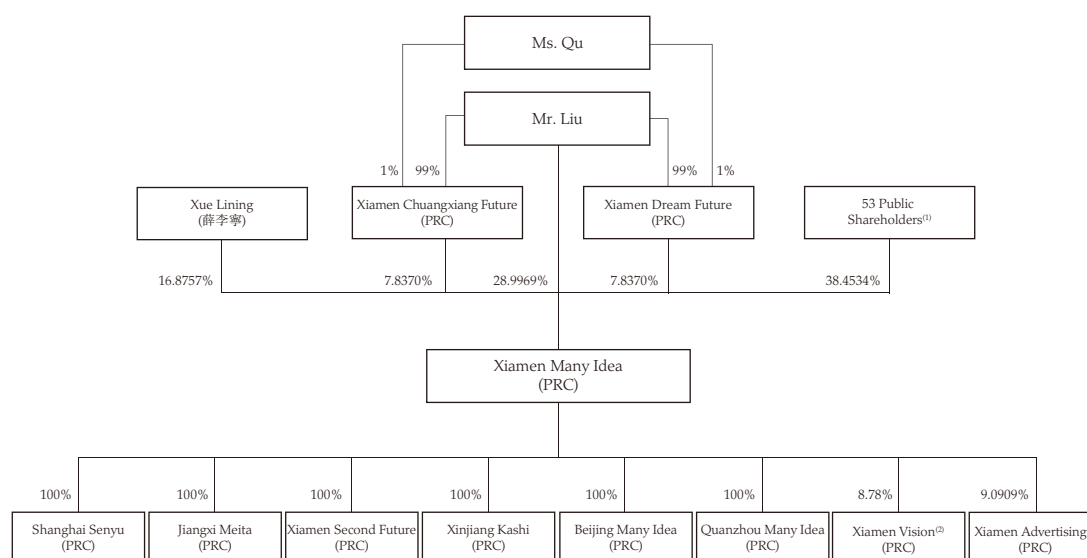 Ms. Qu
Mr. Liu
1%
99%
99%
1%
Xue Lining
(薛李寧)
Xiamen Chuangxiang Future
(PRC)
Xiamen Dream Future
(PRC)
53 Public
Shareholders(1)
16.8757%
7.8370%
28.9969%
7.8370%
38.4534%
Xiamen Many Idea
(PRC)
100%
100%
100%
100%
100%
100%
8.78%
9.0909%
Shanghai Senyu
(PRC)
Jiangxi Meita
(PRC)
Xiamen Second Future
(PRC)
Xinjiang Kashi
(PRC)
Beijing Many Idea
(PRC)
Quanzhou Many Idea
(PRC)
Xiamen Vision(2)
(PRC)
Xiamen Advertising
(PRC)